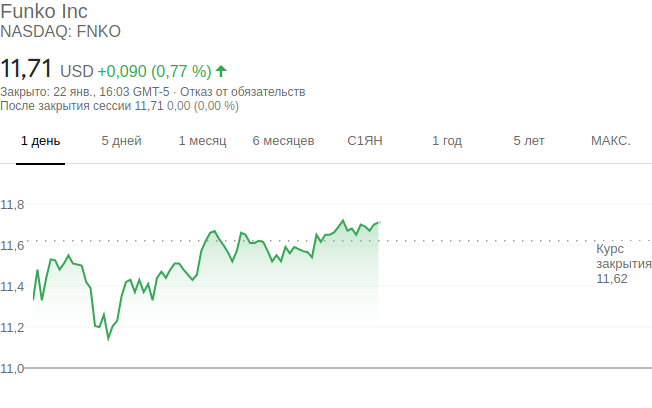 Funko Inc
NASDAQ: FNKO
11,71 USD +0,090 (0,77 %)
Закрыто: 22 янв., 16:03 GMT-5 · Отказ от обязательств
После закрытия сессии 11,71 0,00 (0,00 %)
1 день 5 дней 1 месяц 6 месяцев С1ЯН 1 год 5 лет МАКС.
11,8
11,6
Курс
закрытия
11,62
11,4
11,2
11,0